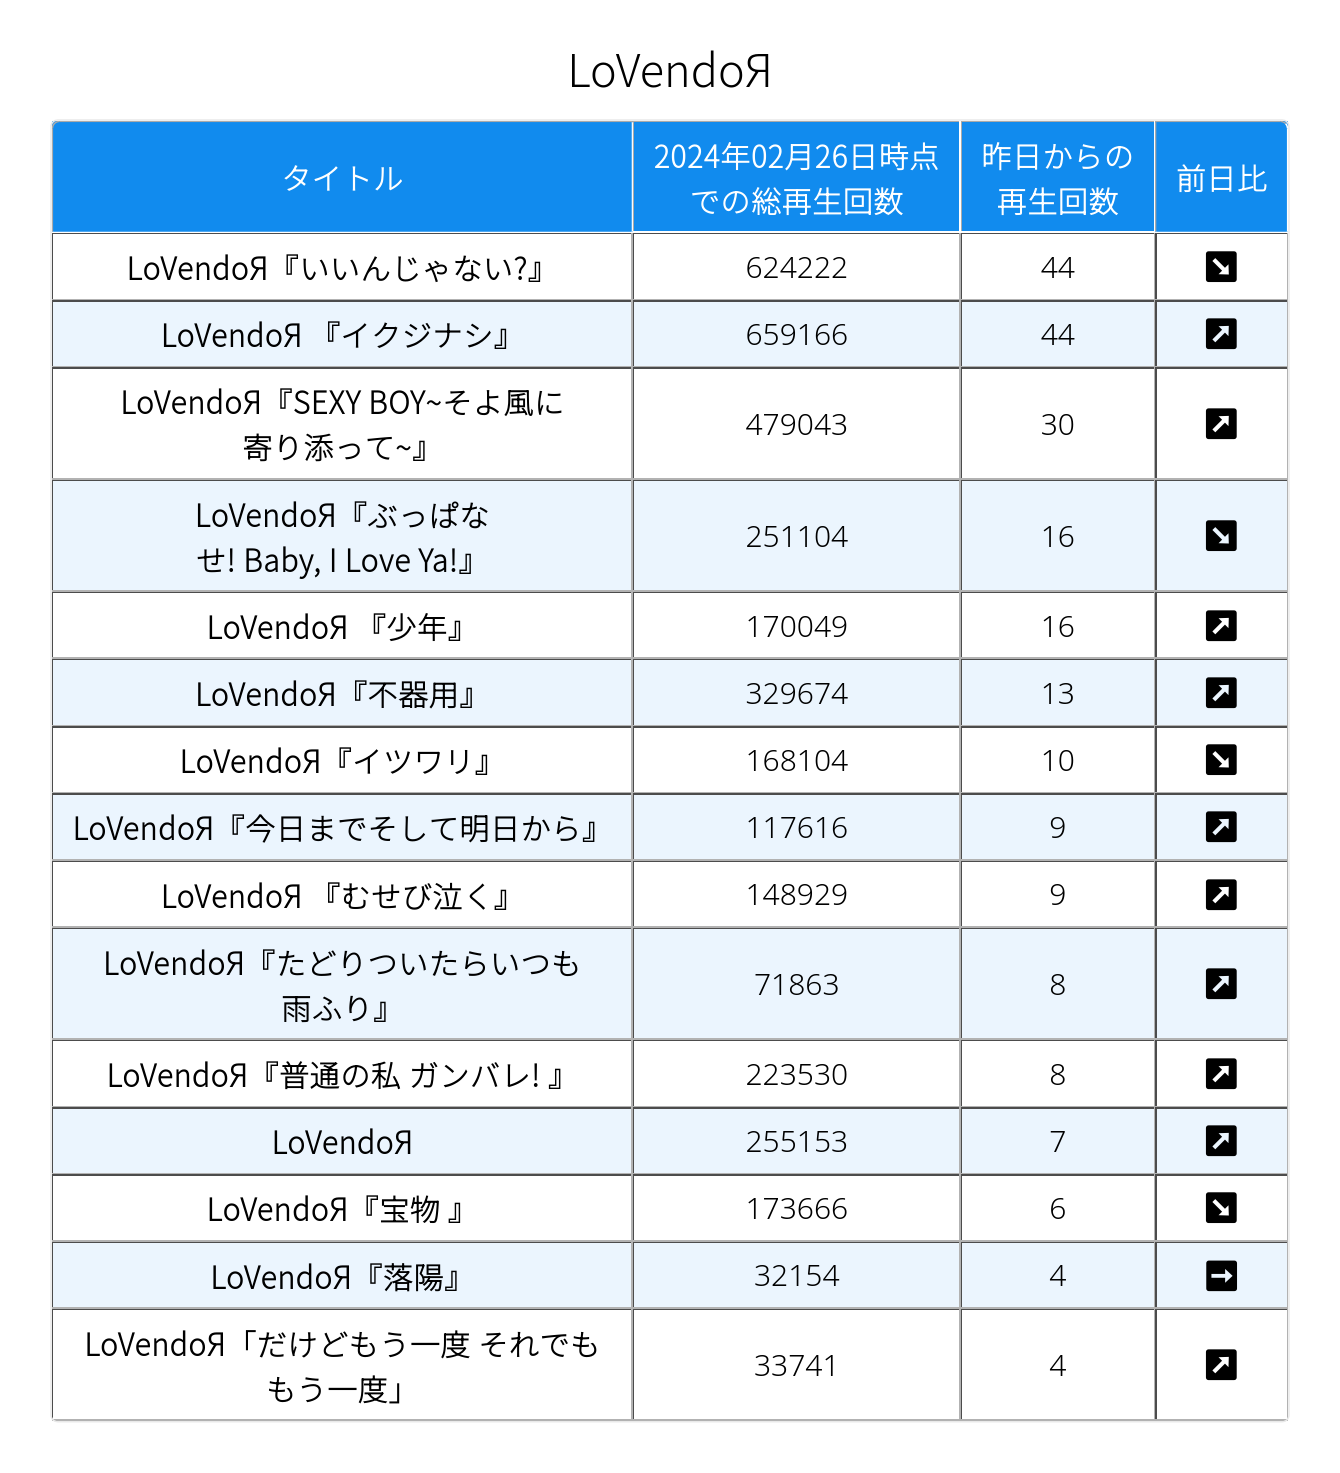 LoVendoЯ
タイトル
2024年02月26日時点
での総再生回数
昨日からの
再生回数
前日比
LoVendoЯ『いいんじゃない?』 624222 44 ↘
LoVendoЯ 『イクジナシ』 659166 44 ↗
LoVendoЯ『SEXY BOY~そよ風に
寄り添って~』 479043 30 ↗
LoVendoЯ『ぶっぱな
せ! Baby, I Love Ya!』 251104 16 ↘
LoVendoЯ 『少年』 170049 16 ↗
LoVendoЯ『不器用』 329674 13 ↗
LoVendoЯ『イツワリ』 168104 10 ↘
LoVendoЯ『今日までそして明日から』 117616 9 ↗
LoVendoЯ 『むせび泣く』 148929 9 ↗
LoVendoЯ『たどりついたらいつも
雨ふり』 71863 8 ↗
LoVendoЯ『普通の私 ガンバレ! 』 223530 8 ↗
LoVendoЯ 255153 7 ↗
LoVendoЯ『宝物 』 173666 6 ↘
LoVendoЯ『落陽』 32154 4 →
LoVendoЯ「だけどもう一度 それでも
もう一度」 33741 4 ↗